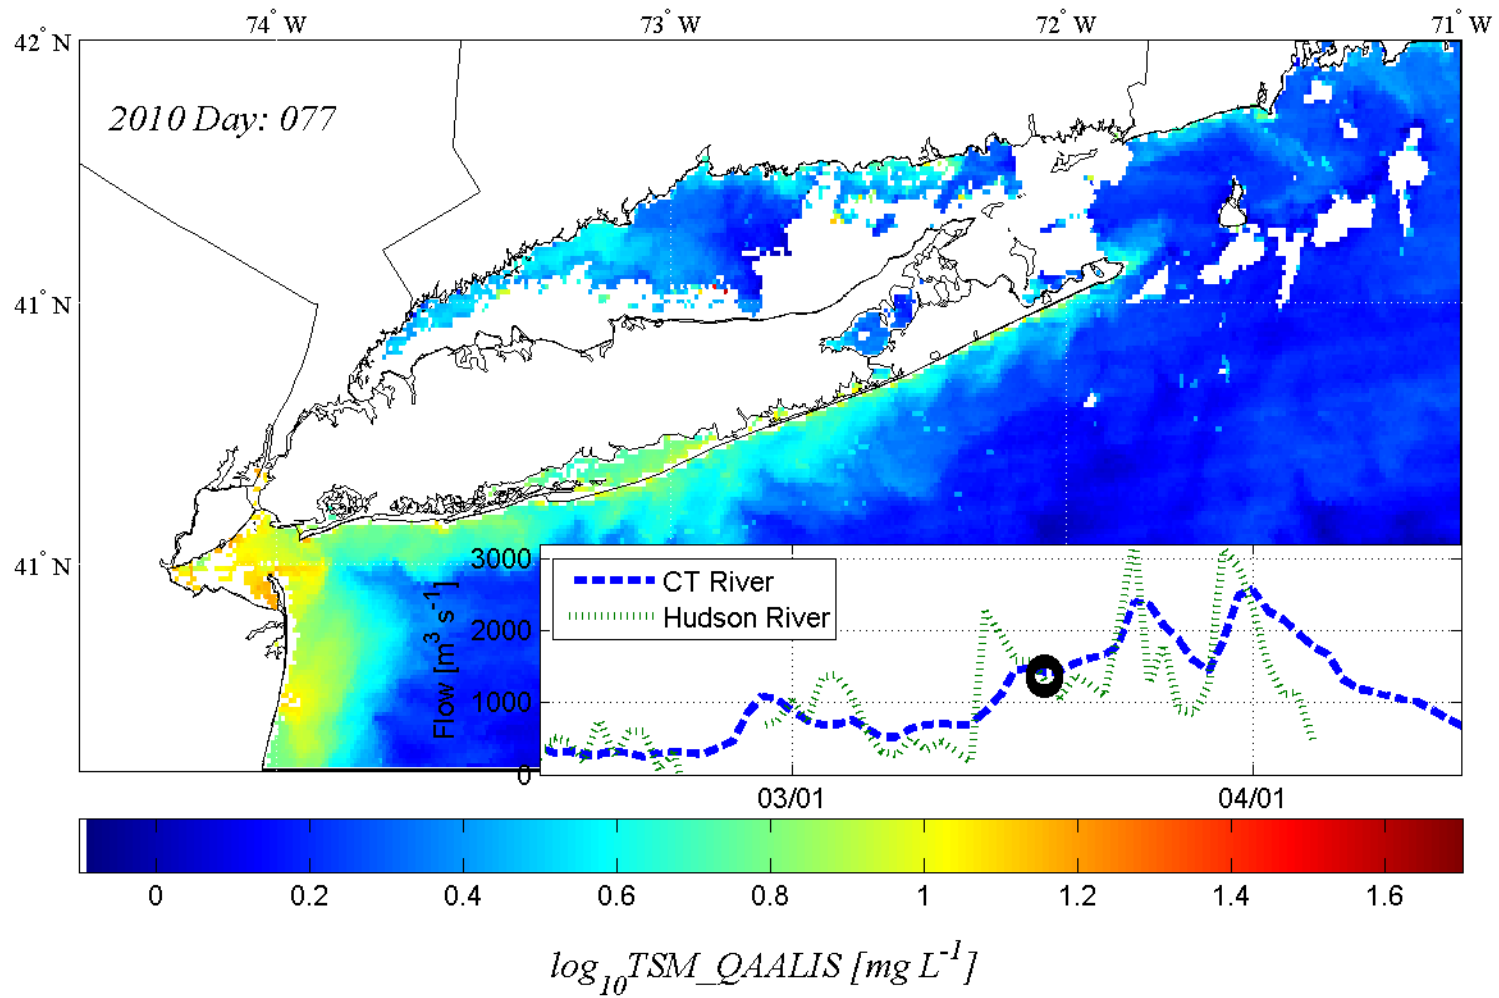 74° W 73° W 72° W 71° W
42° N
2010 Day: 077
41° N
41° N
3000
2000
1000
0
Flow [m³ s⁻¹]
CT River
Hudson River
03/01 04/01
0 0.2 0.4 0.6 0.8 1 1.2 1.4 1.6
log₁₀TSM_QAALIS [mg L⁻¹]